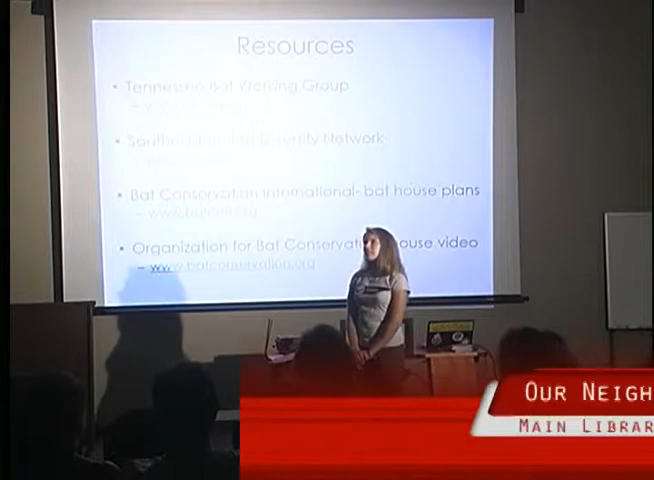 Resources
• Tennessee Bat Working Group
• Network
• Bat Conservation International- bat house plans
– www.batcon.org
• Organization for Bat house video
– www.batconservation.org
OUR NEIGH
MAIN LIBRAR